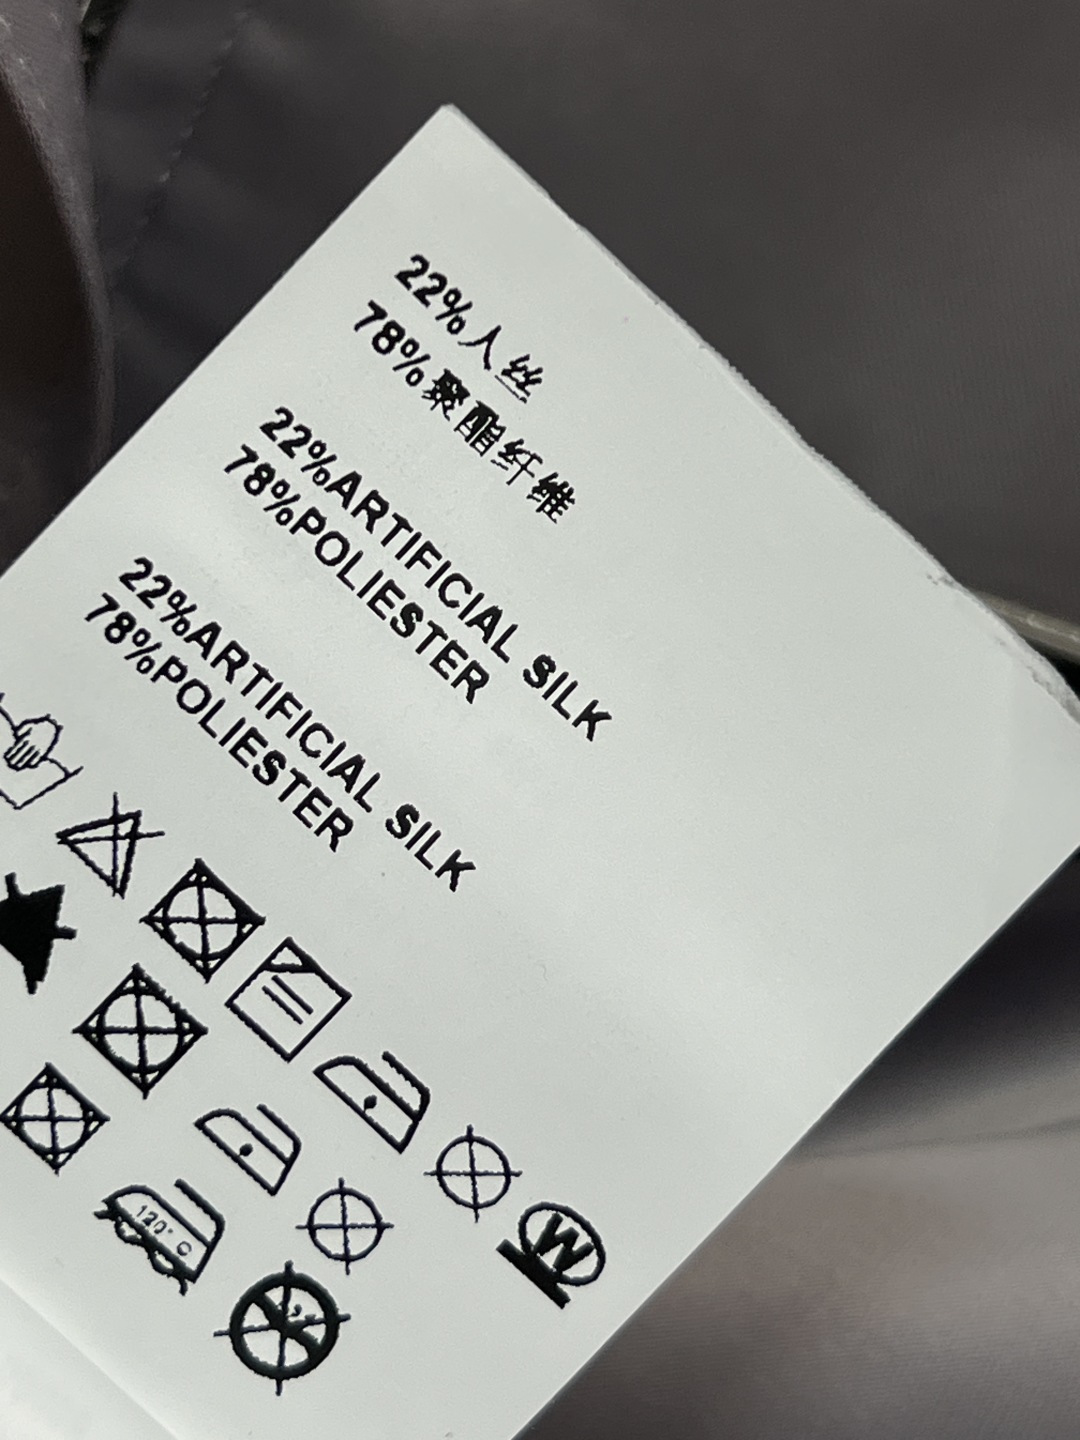 22%人丝
78%聚酯纤维
22%ARTIFICIAL SILK
78%POLIESTER
22%ARTIFICIAL SILK
78%POLIESTER
W
120°C